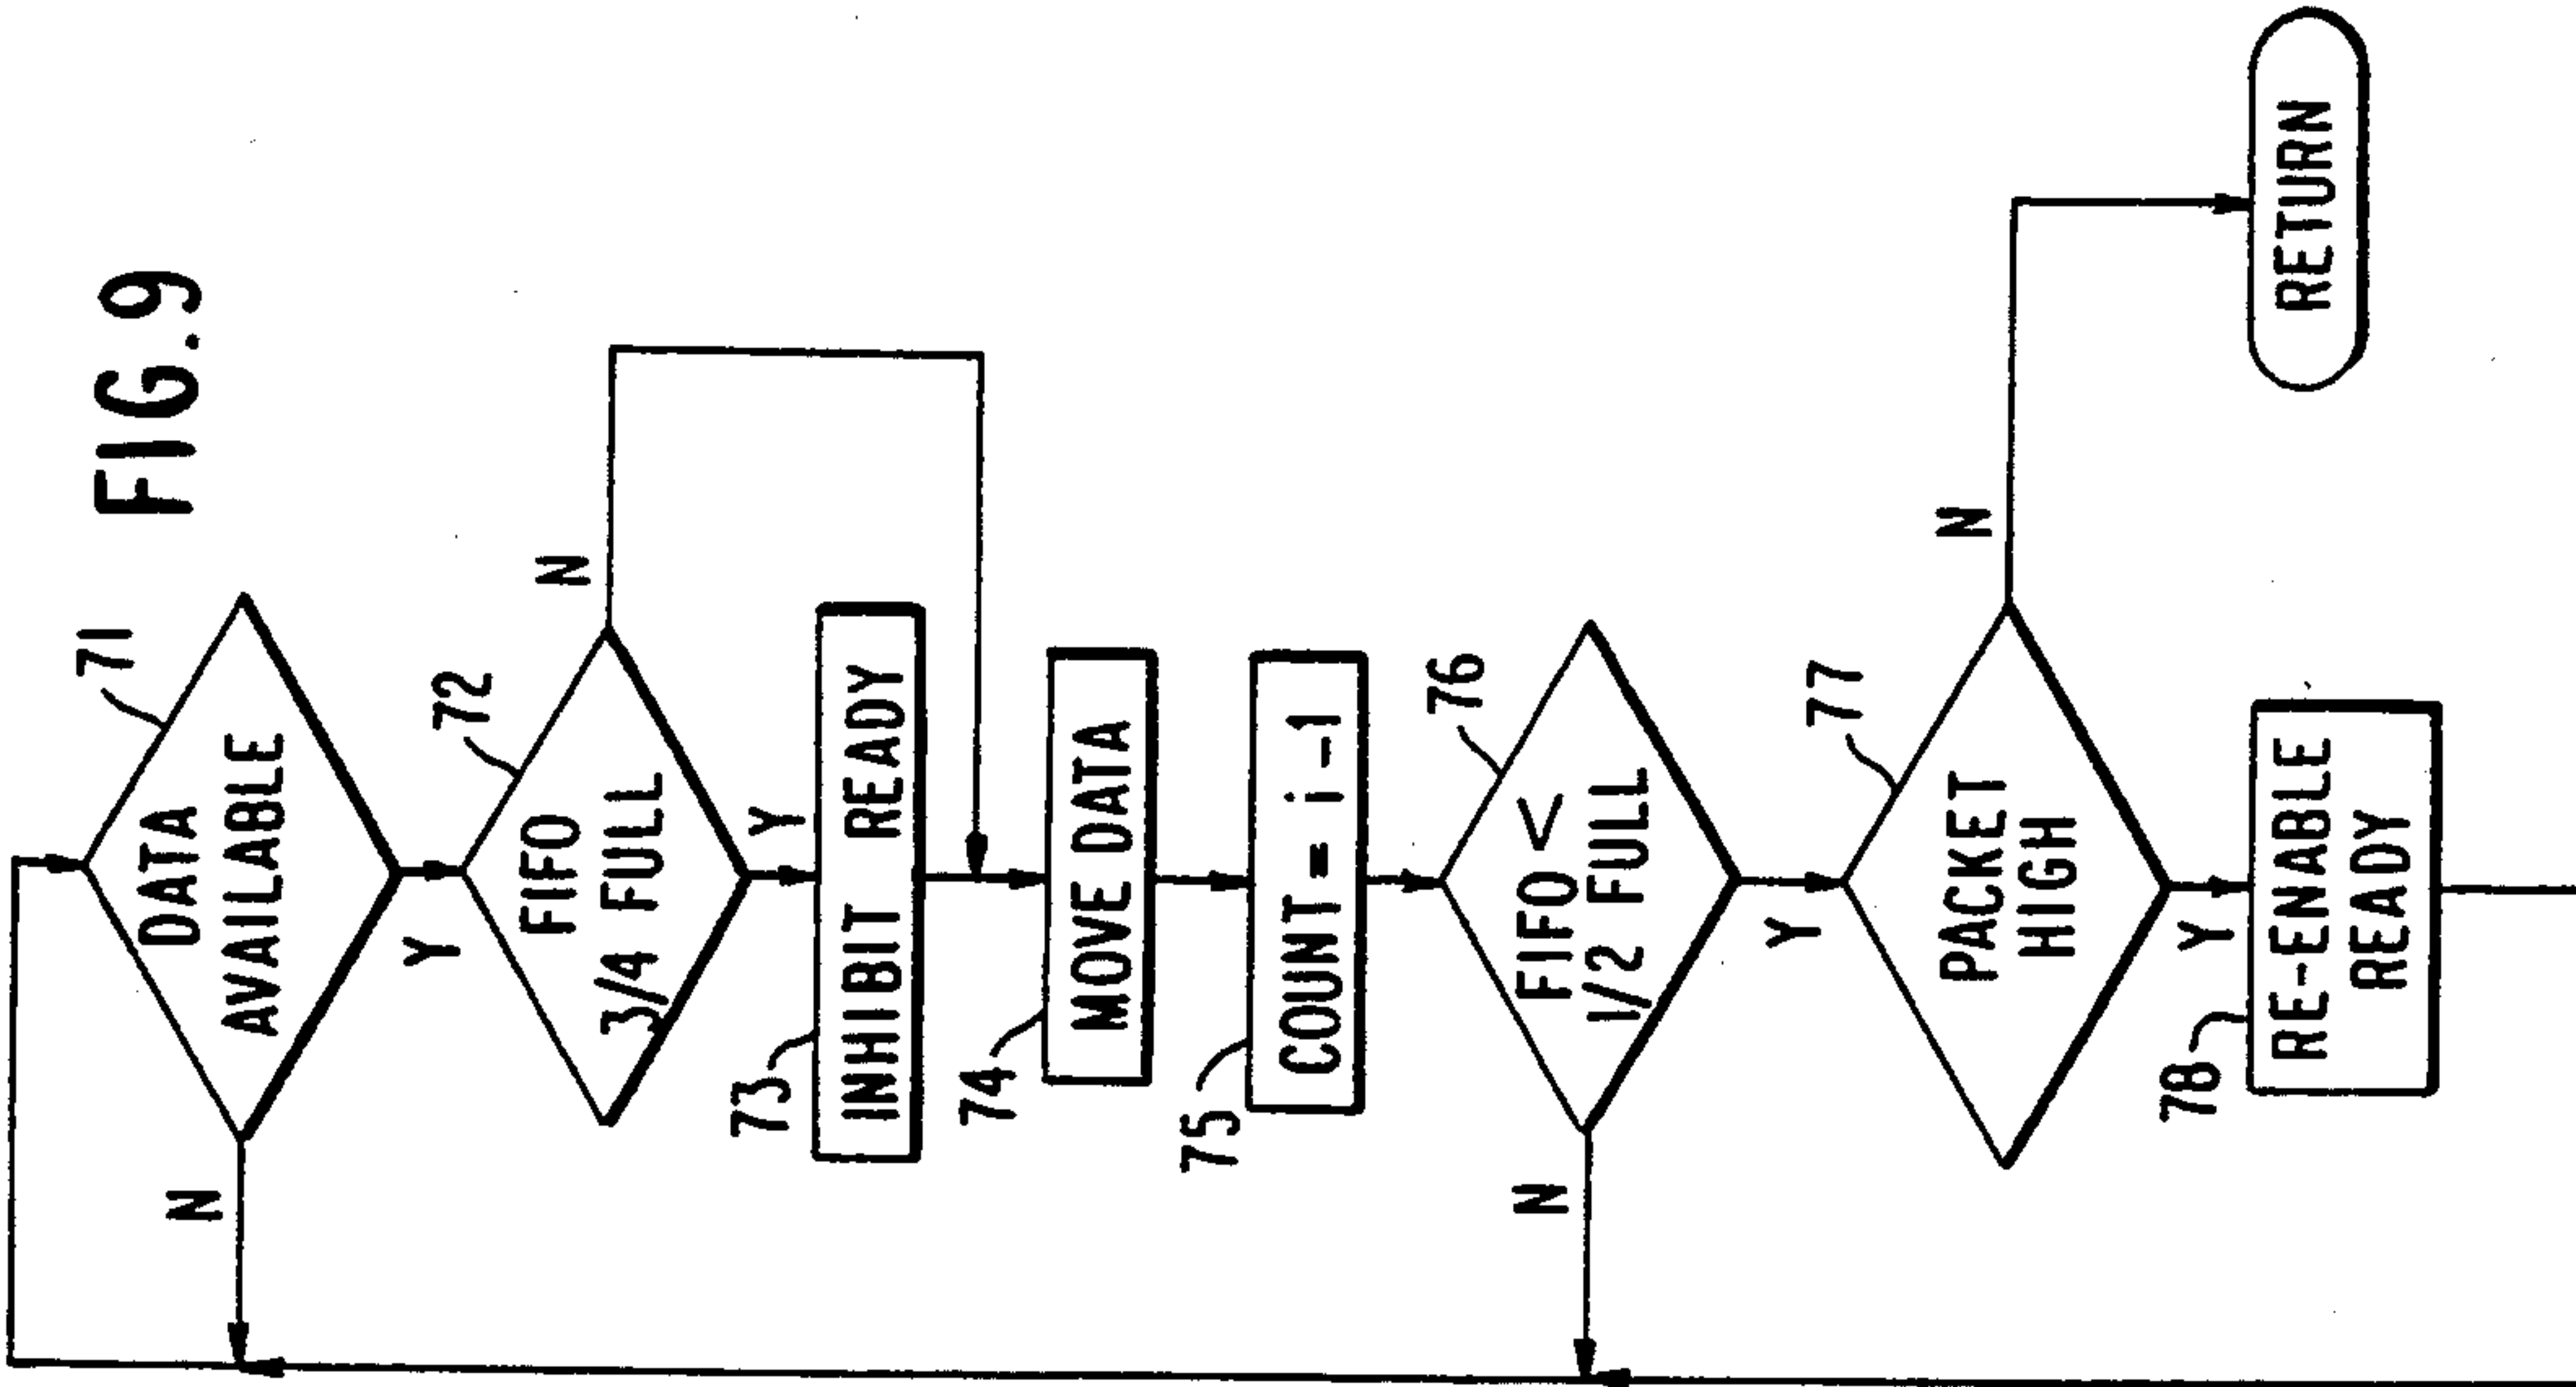 FIG.9
71
DATA
AVAILABLE
N
Y
72
FIFO
3/4 FULL
N
Y
73
INHIBIT READY
74
MOVE DATA
75
COUNT = i -1
76
FIFO <
1/2 FULL
N
Y
77
PACKET
HIGH
N
Y
78
RE-ENABLE
READY
RETURN